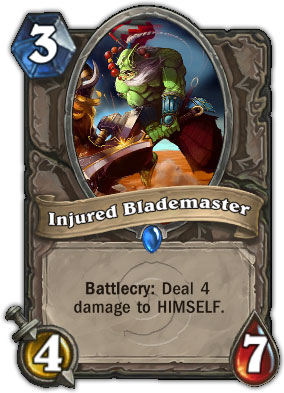 3
Injured Blademaster
Battlecry: Deal 4
damage to HIMSELF.
4
7